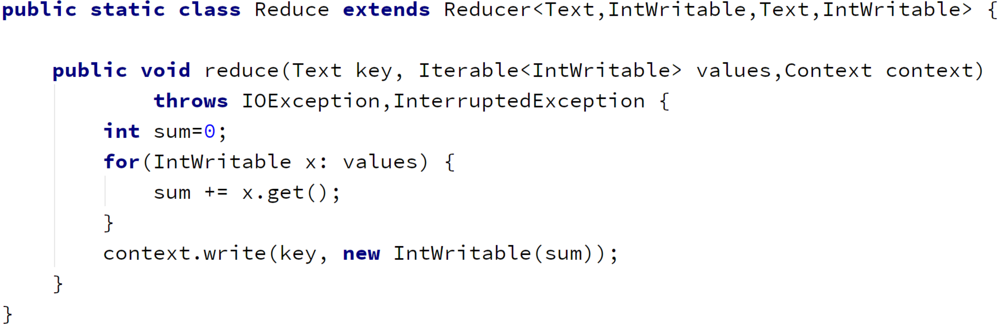 public static class Reduce extends Reducer<Text,IntWritable,Text,IntWritable> {
public void reduce(Text key, Iterable<IntWritable> values,Context context)
throws IOException,InterruptedException {
int sum=0;
for(IntWritable x: values) {
sum += x.get();
}
context.write(key, new IntWritable(sum));
}
}